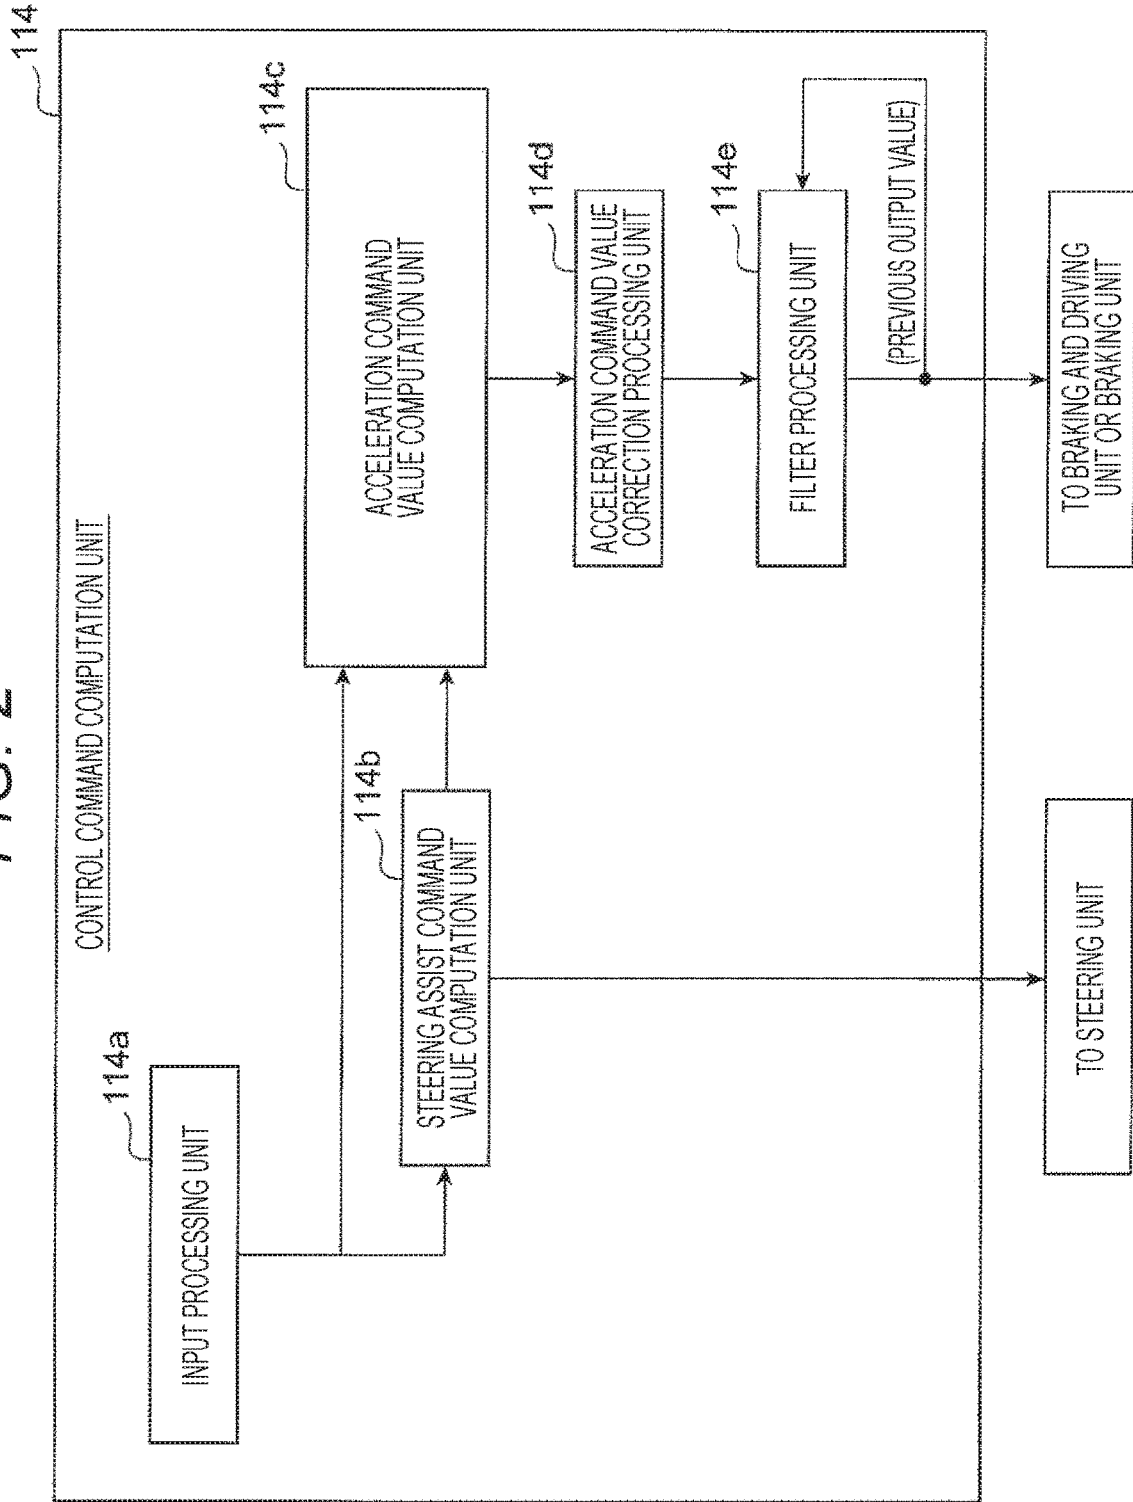 FIG. 2
114
CONTROL COMMAND COMPUTATION UNIT
114a
INPUT PROCESSING UNIT
114b
STEERING ASSIST COMMAND
VALUE COMPUTATION UNIT
114c
ACCELERATION COMMAND
VALUE COMPUTATION UNIT
114d
ACCELERATION COMMAND VALUE
CORRECTION PROCESSING UNIT
114e
FILTER PROCESSING UNIT
(PREVIOUS OUTPUT VALUE)
TO STEERING UNIT
TO BRAKING AND DRIVING
UNIT OR BRAKING UNIT